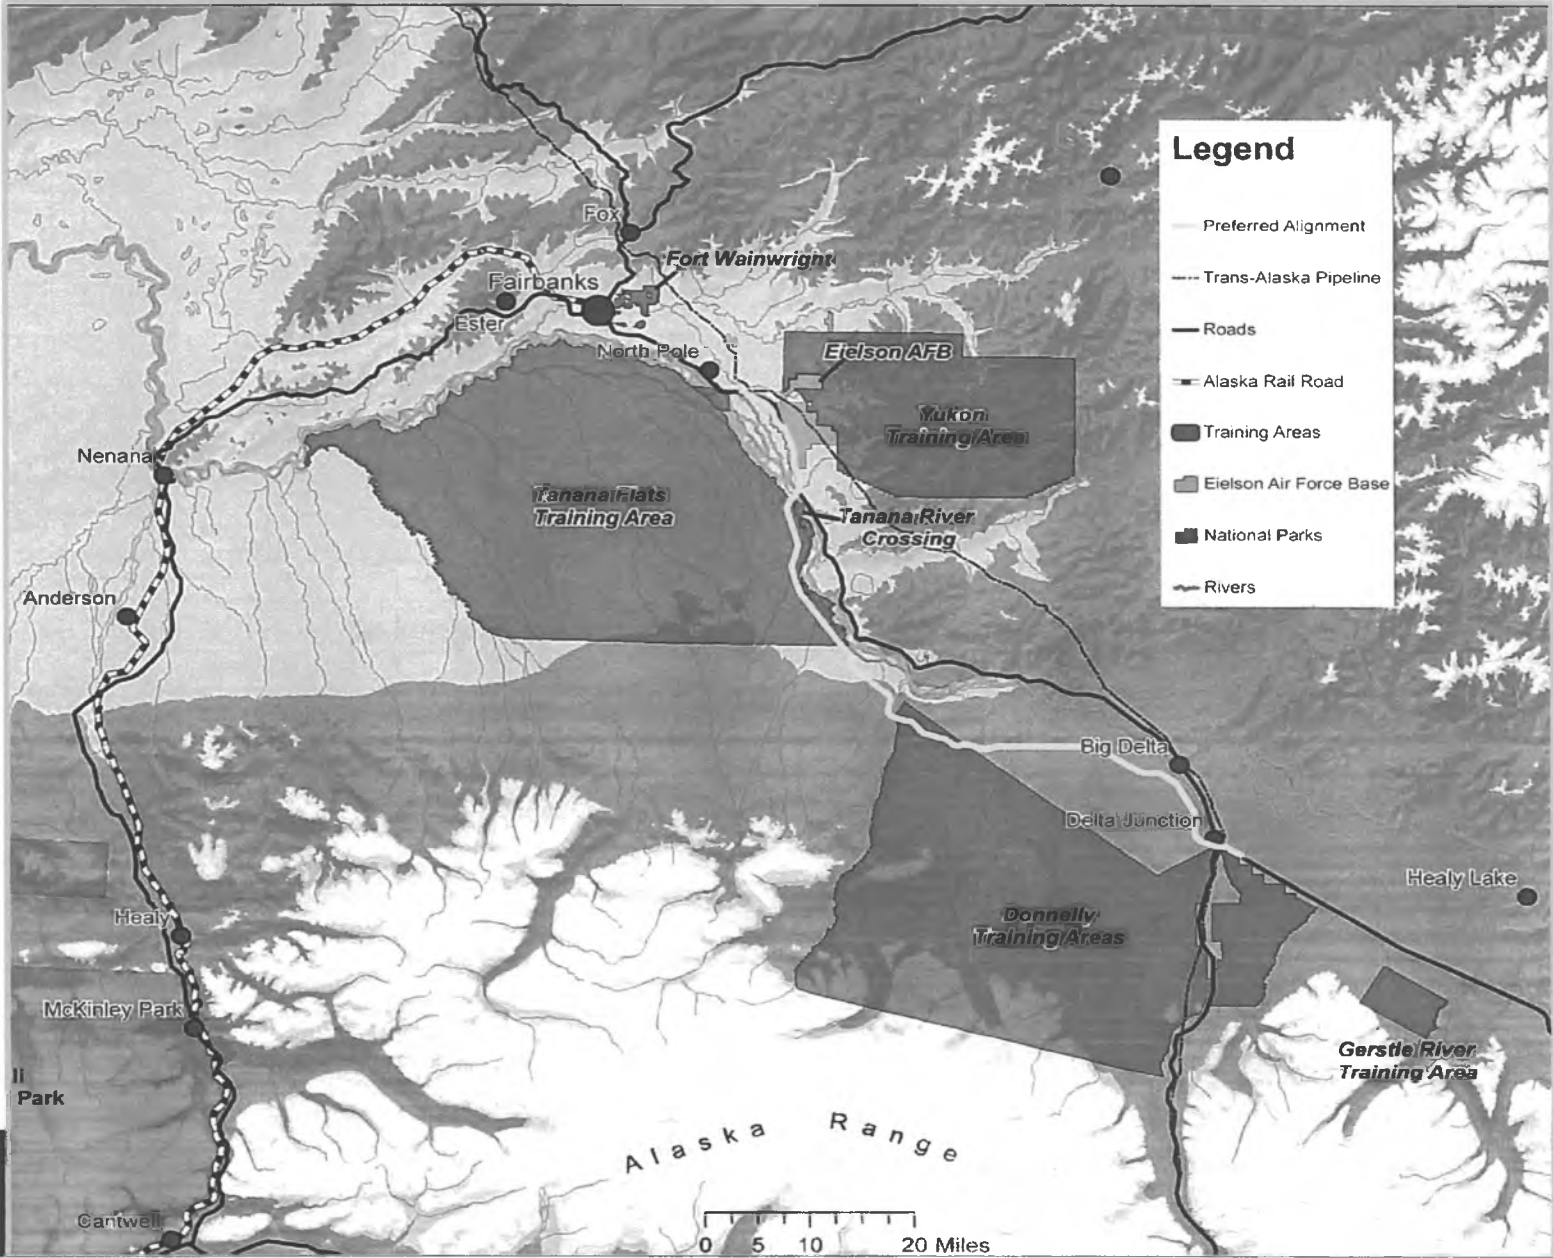 Legend
Preferred Alignment
Trans-Alaska Pipeline
Roads
Alaska Rail Road
Training Areas
Eielson Air Force Base
National Parks
Rivers
Fox
Fort Wainwright
Fairbanks
Ester
North Pole
Eielson AFB
Yukon
Training Area
Nenana
Tanana Flats
Training Area
Tanana River
Crossing
Anderson
Big Delta
Delta Junction
Healy Lake
Healy
Donnelly
Training Areas
McKinley Park
Gerstle River
Training Area
li
Park
Alaska Range
Cantwell
0 5 10 20 Miles